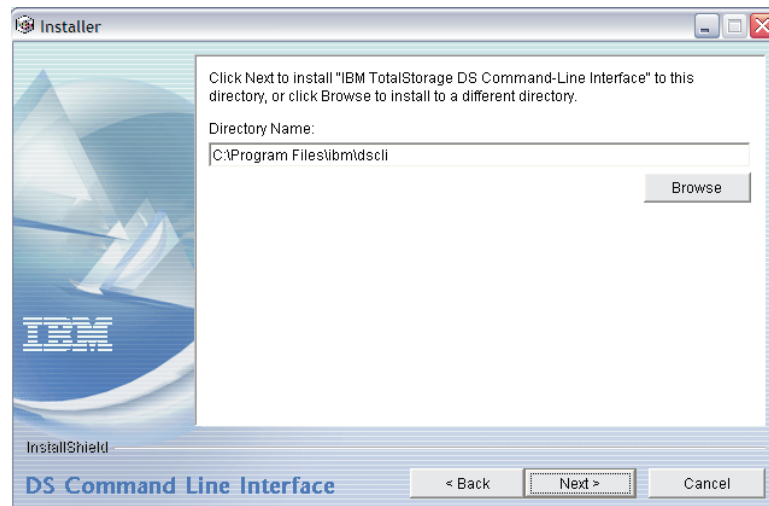 Installer
Click Next to install "IBM TotalStorage DS Command-Line Interface" to this
directory, or click Browse to install to a different directory.
Directory Name:
C:\Program Files\ibm\dscli
Browse
IBM
InstallShield
DS Command Line Interface
< Back
Next >
Cancel